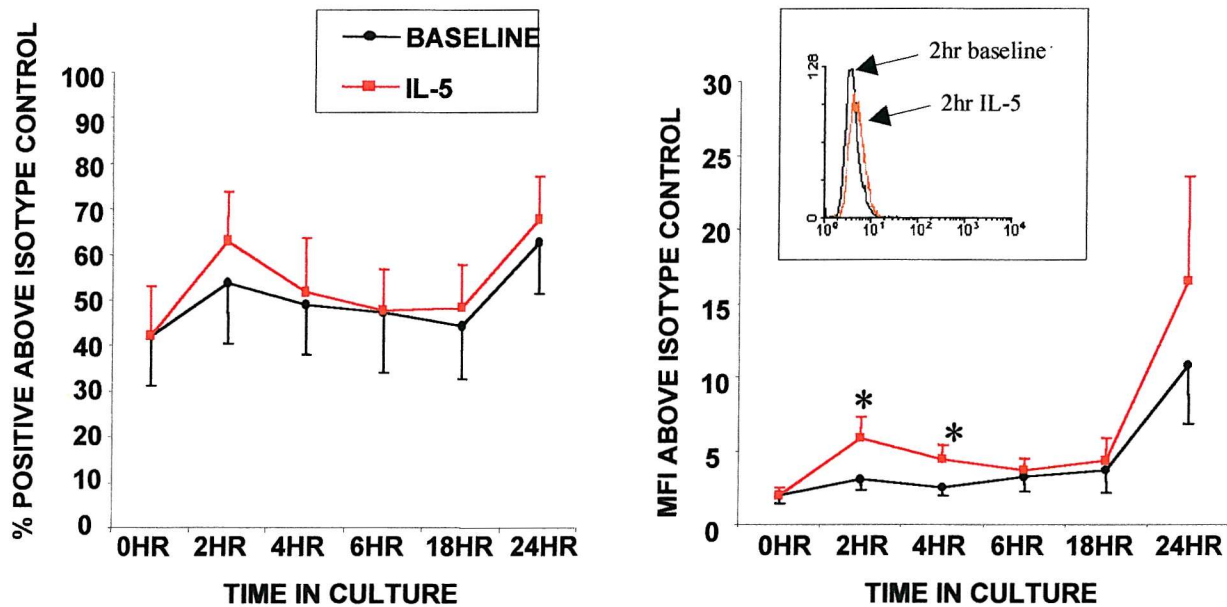 BASELINE
IL-5
% POSITIVE ABOVE ISOTYPE CONTROL
100
90
80
70
60
50
40
30
20
10
0
0HR 2HR 4HR 6HR 18HR 24HR
TIME IN CULTURE
MFI ABOVE ISOTYPE CONTROL
30
25
20
15
10
5
0
128
0
2hr baseline
2hr IL-5
10⁰ 10¹ 10² 10³ 10⁴
*
*
0HR 2HR 4HR 6HR 18HR 24HR
TIME IN CULTURE